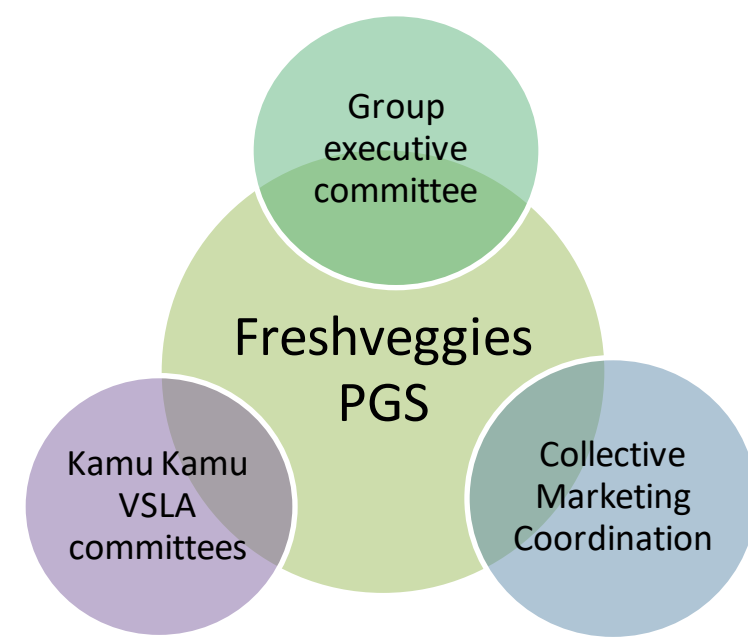 Group
executive
committee
Freshveggies
PGS
Kamu Kamu
VSLA
committees
Collective
Marketing
Coordination